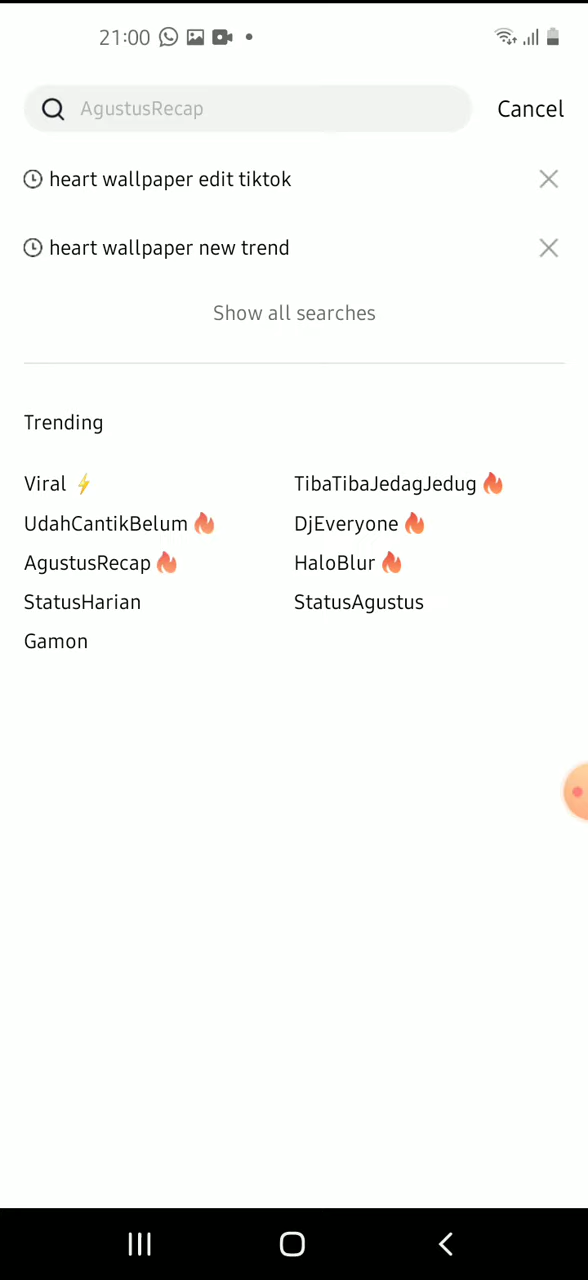 21:00
AgustusRecap
Cancel
heart wallpaper edit tiktok
heart wallpaper new trend
Show all searches
Trending
Viral ⚡
TibaTibaJedagJedug 🔥
UdahCantikBelum 🔥
DjEveryone 🔥
AgustusRecap 🔥
HaloBlur 🔥
StatusHarian
StatusAgustus
Gamon